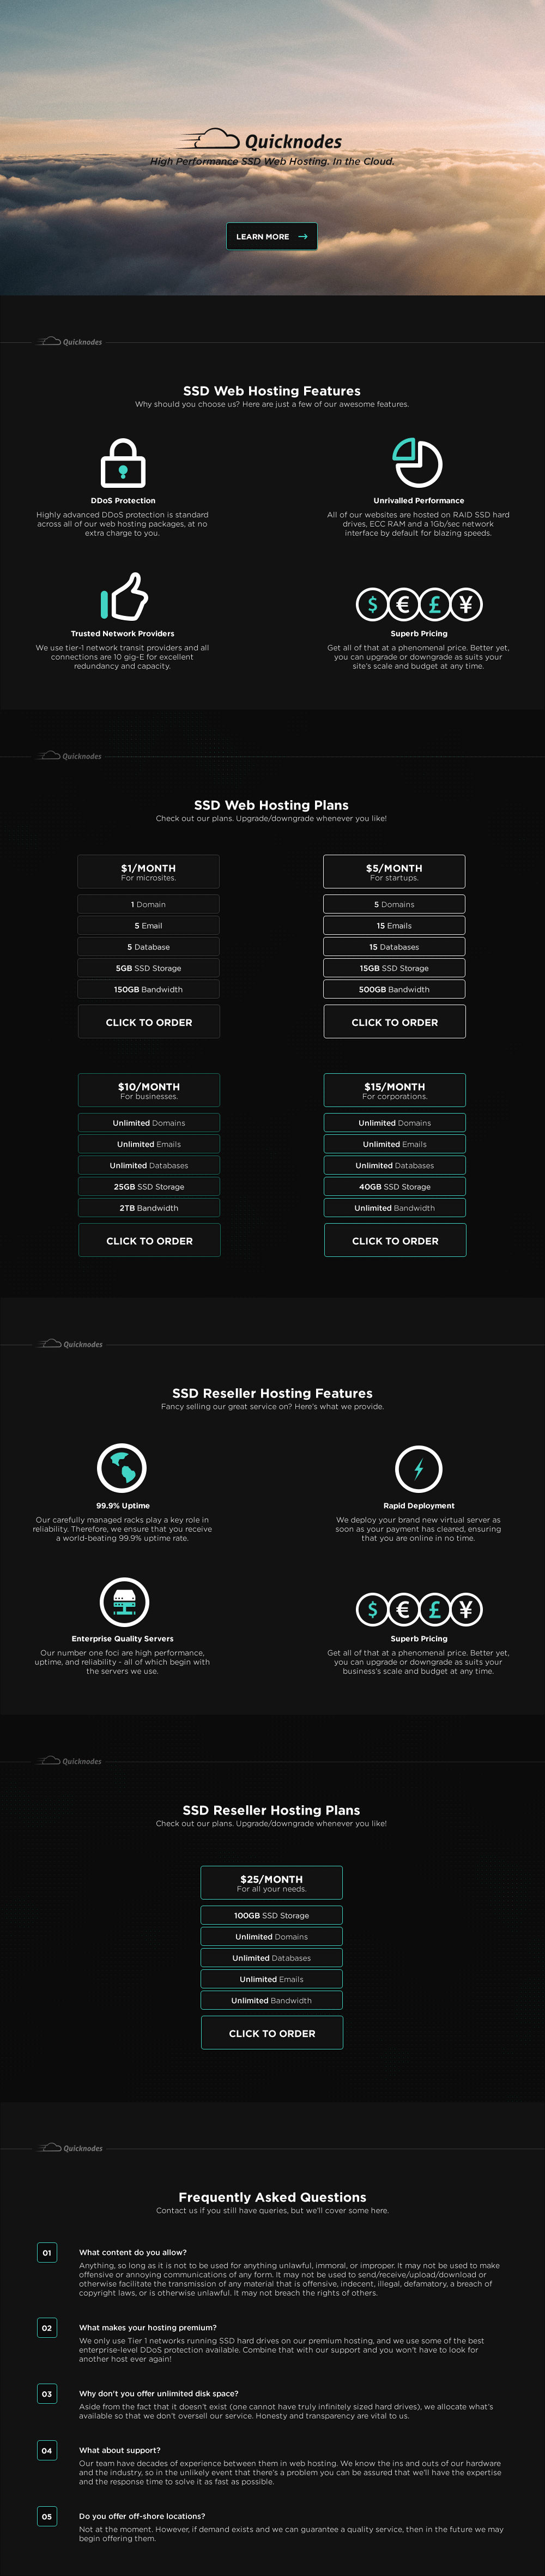 Quicknodes
High Performance SSD Web Hosting. In the Cloud.
LEARN MORE
Quicknodes
SSD Web Hosting Features
Why should you choose us? Here are just a few of our awesome features.
DDoS Protection
Highly advanced DDoS protection is standard
across all of our web hosting packages, at no
extra charge to you.
Unrivalled Performance
All of our websites are hosted on RAID SSD hard
drives, ECC RAM and a 1Gb/sec network
interface by default for blazing speeds.
Trusted Network Providers
We use tier-1 network transit providers and all
connections are 10 gig-E for excellent
redundancy and capacity.
$ € £ ¥
Superb Pricing
Get all of that at a phenomenal price. Better yet,
you can upgrade or downgrade as suits your
site's scale and budget at any time.
Quicknodes
SSD Web Hosting Plans
Check out our plans. Upgrade/downgrade whenever you like!
$1/MONTH
For microsites.
1 Domain
5 Email
5 Database
5GB SSD Storage
150GB Bandwidth
CLICK TO ORDER
$5/MONTH
For startups.
5 Domains
15 Emails
15 Databases
15GB SSD Storage
500GB Bandwidth
CLICK TO ORDER
$10/MONTH
For businesses.
Unlimited Domains
Unlimited Emails
Unlimited Databases
25GB SSD Storage
2TB Bandwidth
CLICK TO ORDER
$15/MONTH
For corporations.
Unlimited Domains
Unlimited Emails
Unlimited Databases
40GB SSD Storage
Unlimited Bandwidth
CLICK TO ORDER
Quicknodes
SSD Reseller Hosting Features
Fancy selling our great service on? Here's what we provide.
99.9% Uptime
Our carefully managed racks play a key role in
reliability. Therefore, we ensure that you receive
a world-beating 99.9% uptime rate.
Rapid Deployment
We deploy your brand new virtual server as
soon as your payment has cleared, ensuring
that you are online in no time.
Enterprise Quality Servers
Our number one foci are high performance,
uptime, and reliability - all of which begin with
the servers we use.
$ € £ ¥
Superb Pricing
Get all of that at a phenomenal price. Better yet,
you can upgrade or downgrade as suits your
business's scale and budget at any time.
Quicknodes
SSD Reseller Hosting Plans
Check out our plans. Upgrade/downgrade whenever you like!
$25/MONTH
For all your needs.
100GB SSD Storage
Unlimited Domains
Unlimited Databases
Unlimited Emails
Unlimited Bandwidth
CLICK TO ORDER
Quicknodes
Frequently Asked Questions
Contact us if you still have queries, but we'll cover some here.
01
What content do you allow?
Anything, so long as it is not to be used for anything unlawful, immoral, or improper. It may not be used to make
offensive or annoying communications of any form. It may not be used to send/receive/upload/download or
otherwise facilitate the transmission of any material that is offensive, indecent, illegal, defamatory, a breach of
copyright laws, or is otherwise unlawful. It may not breach the rights of others.
02
What makes your hosting premium?
We only use Tier 1 networks running SSD hard drives on our premium hosting, and we use some of the best
enterprise-level DDoS protection available. Combine that with our support and you won't have to look for
another host ever again!
03
Why don't you offer unlimited disk space?
Aside from the fact that it doesn't exist (one cannot have truly infinitely sized hard drives), we allocate what's
available so that we don't oversell our service. Honesty and transparency are vital to us.
04
What about support?
Our team have decades of experience between them in web hosting. We know the ins and outs of our hardware
and the industry, so in the unlikely event that there's a problem you can be assured that we'll have the expertise
and the response time to solve it as fast as possible.
05
Do you offer off-shore locations?
Not at the moment. However, if demand exists and we can guarantee a quality service, then in the future we may
begin offering them.